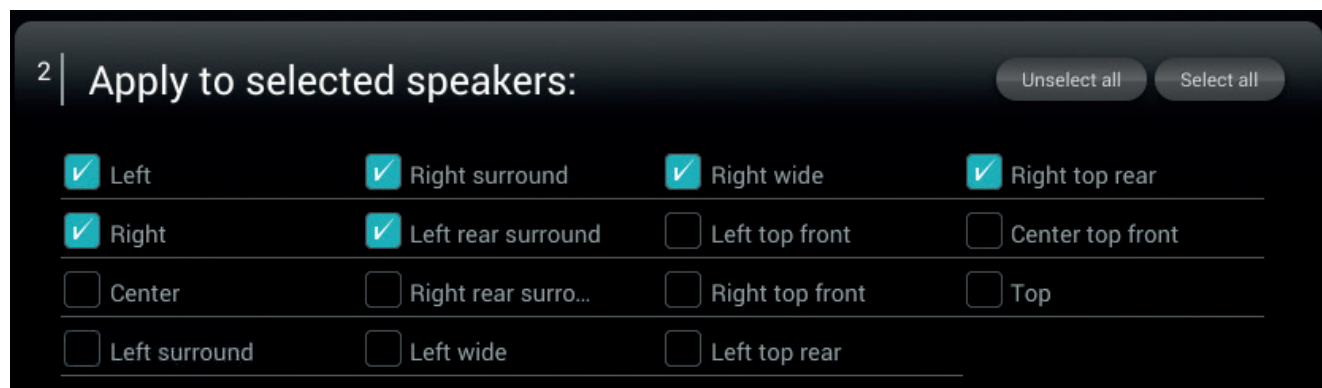 2 Apply to selected speakers: Unselect all Select all
Left Right surround Right wide Right top rear
Right Left rear surround Left top front Center top front
Center Right rear surro... Right top front Top
Left surround Left wide Left top rear